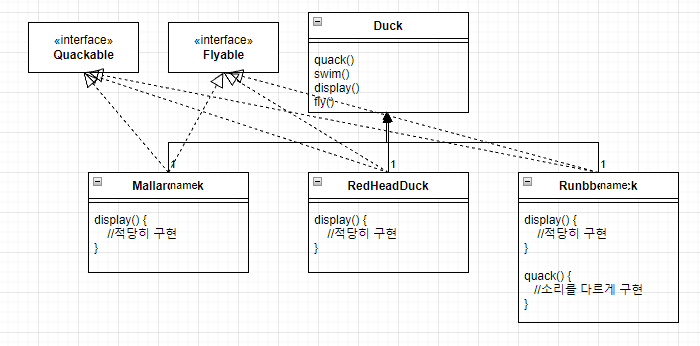 «interface»
Quackable
«interface»
Flyable
Duck
quack()
swim()
display()
fly()
1
1
1
name
RedHeadDuck
name
display() {
//적당히 구현
}
display() {
//적당히 구현
}
display() {
//적당히 구현
}
quack() {
//소리를 다르게 구현
}